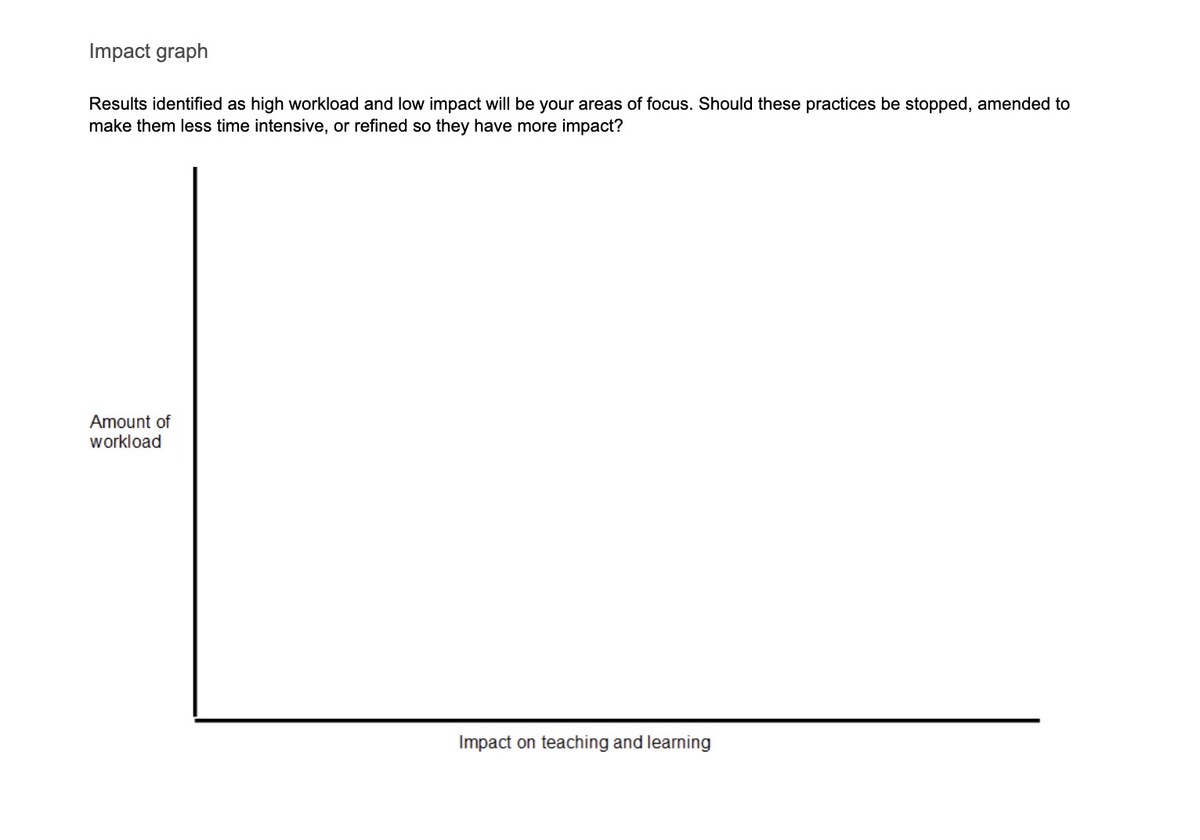 Impact graph
Results identified as high workload and low impact will be your areas of focus. Should these practices be stopped, amended to
make them less time intensive, or refined so they have more impact?
Amount of
workload
Impact on teaching and learning